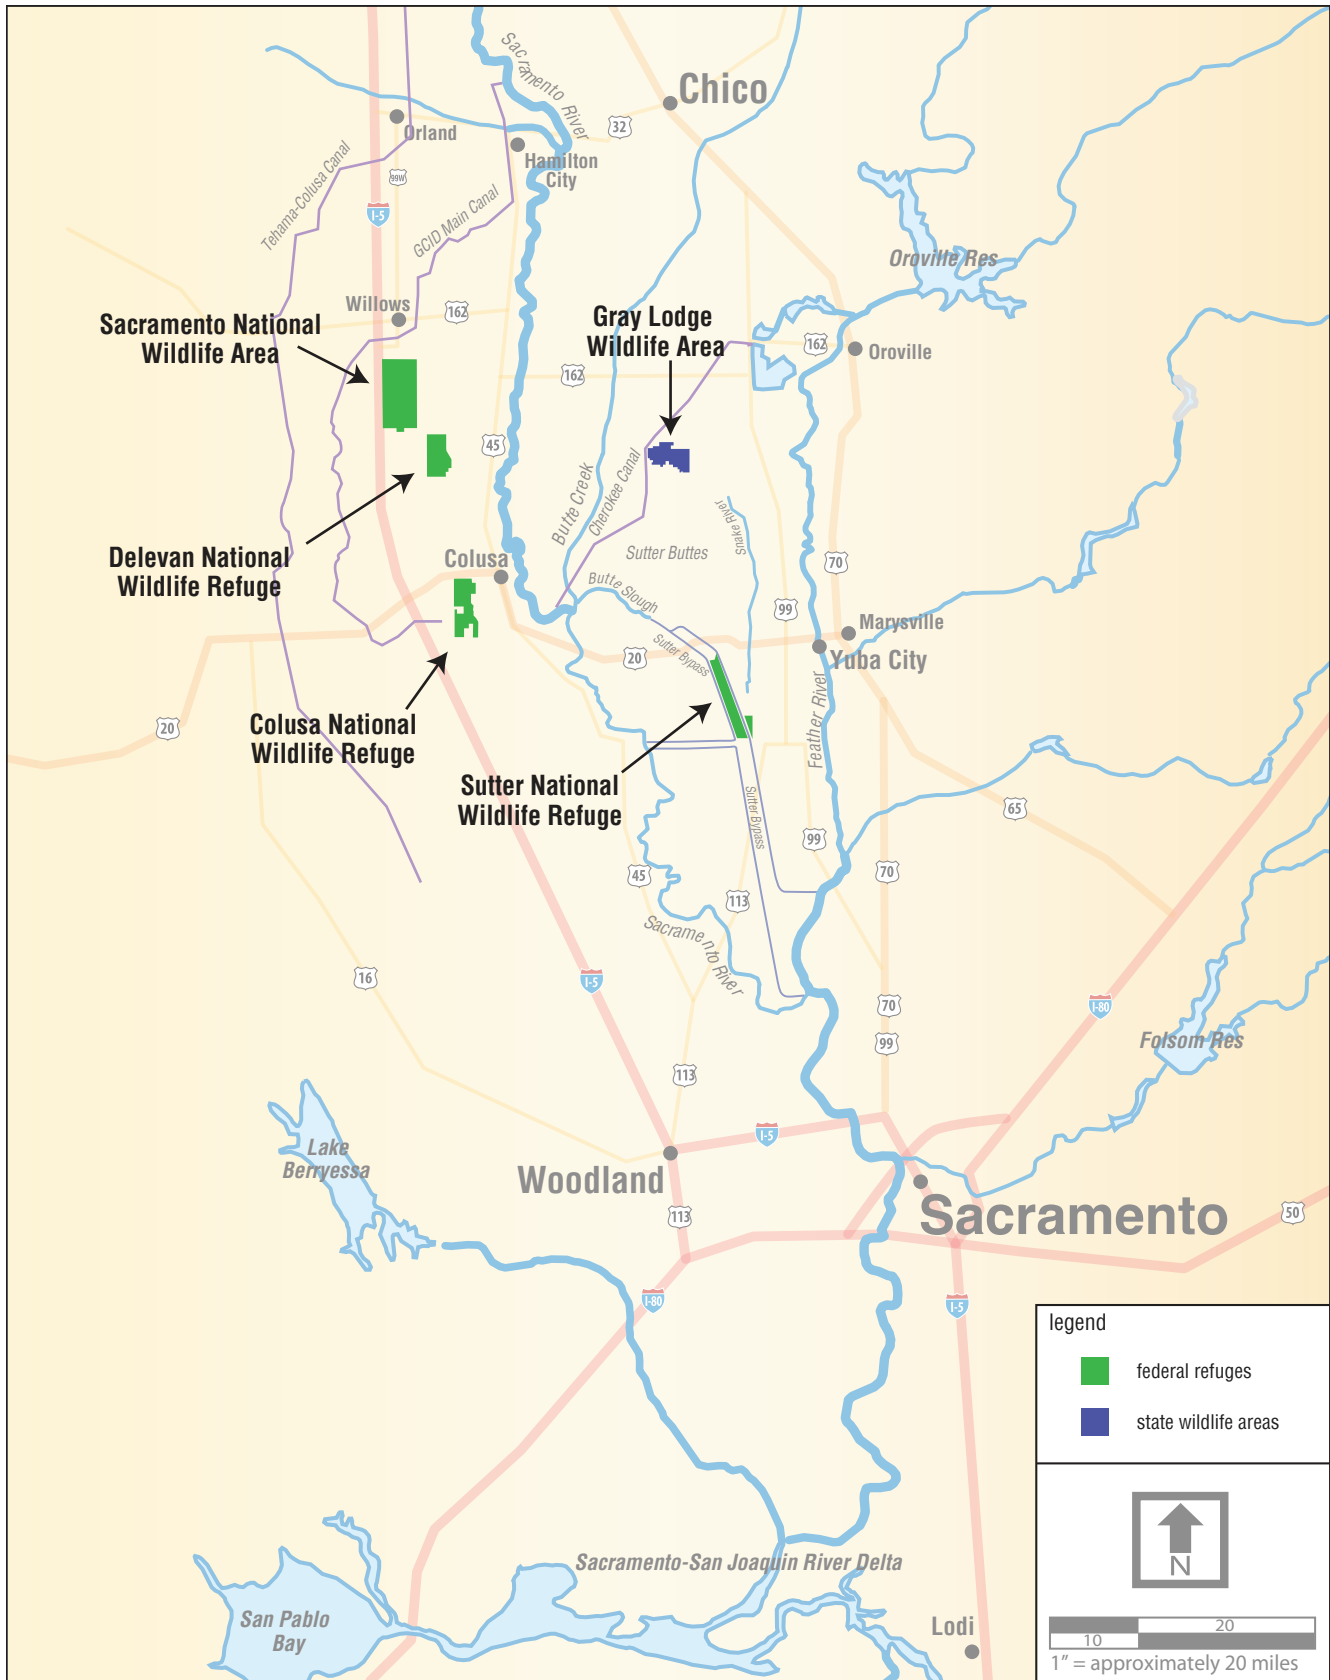 Sacramento River
Chico
32
Orland
Hamilton
City
Tehama-Colusa Canal
99W
I-5
GCID Main Canal
Oroville Res
Willows
162
Sacramento National
Wildlife Area
Gray Lodge
Wildlife Area
162
Oroville
162
45
Butte Creek
Cherokee Canal
Snake River
Delevan National
Wildlife Refuge
Colusa
Sutter Buttes
70
Butte Slough
99
Marysville
Sutter Bypass
20
Yuba City
20
Colusa National
Wildlife Refuge
Feather River
Sutter National
Wildlife Refuge
Sutter Bypass
65
99
45
70
113
Sacramento River
16
I-5
70
I-80
99
Folsom Res
113
I-5
Lake
Berryessa
Woodland
113
Sacramento
50
I-80
I-5
legend
federal refuges
state wildlife areas
N
Sacramento-San Joaquin River Delta
San Pablo
Bay
Lodi
20
10
1" = approximately 20 miles